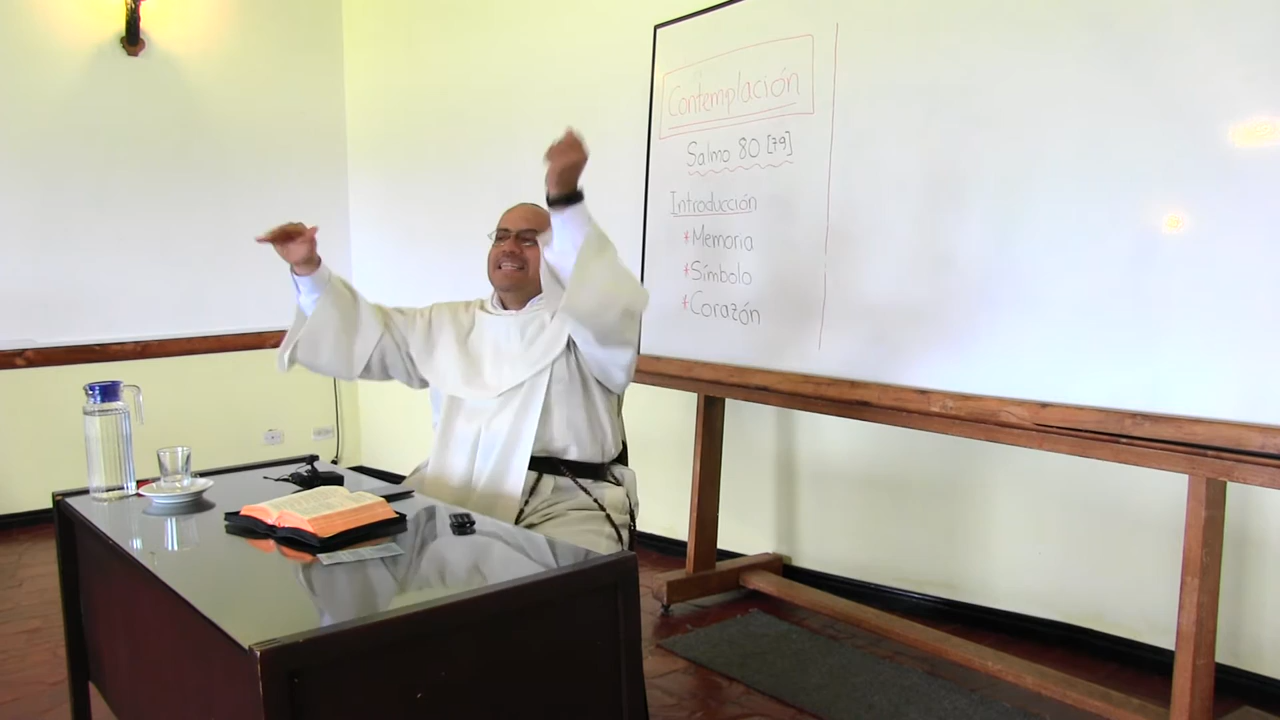 Contemplación
Salmo 80 [79]
Introducción
*Memoria
*Símbolo
*Corazón